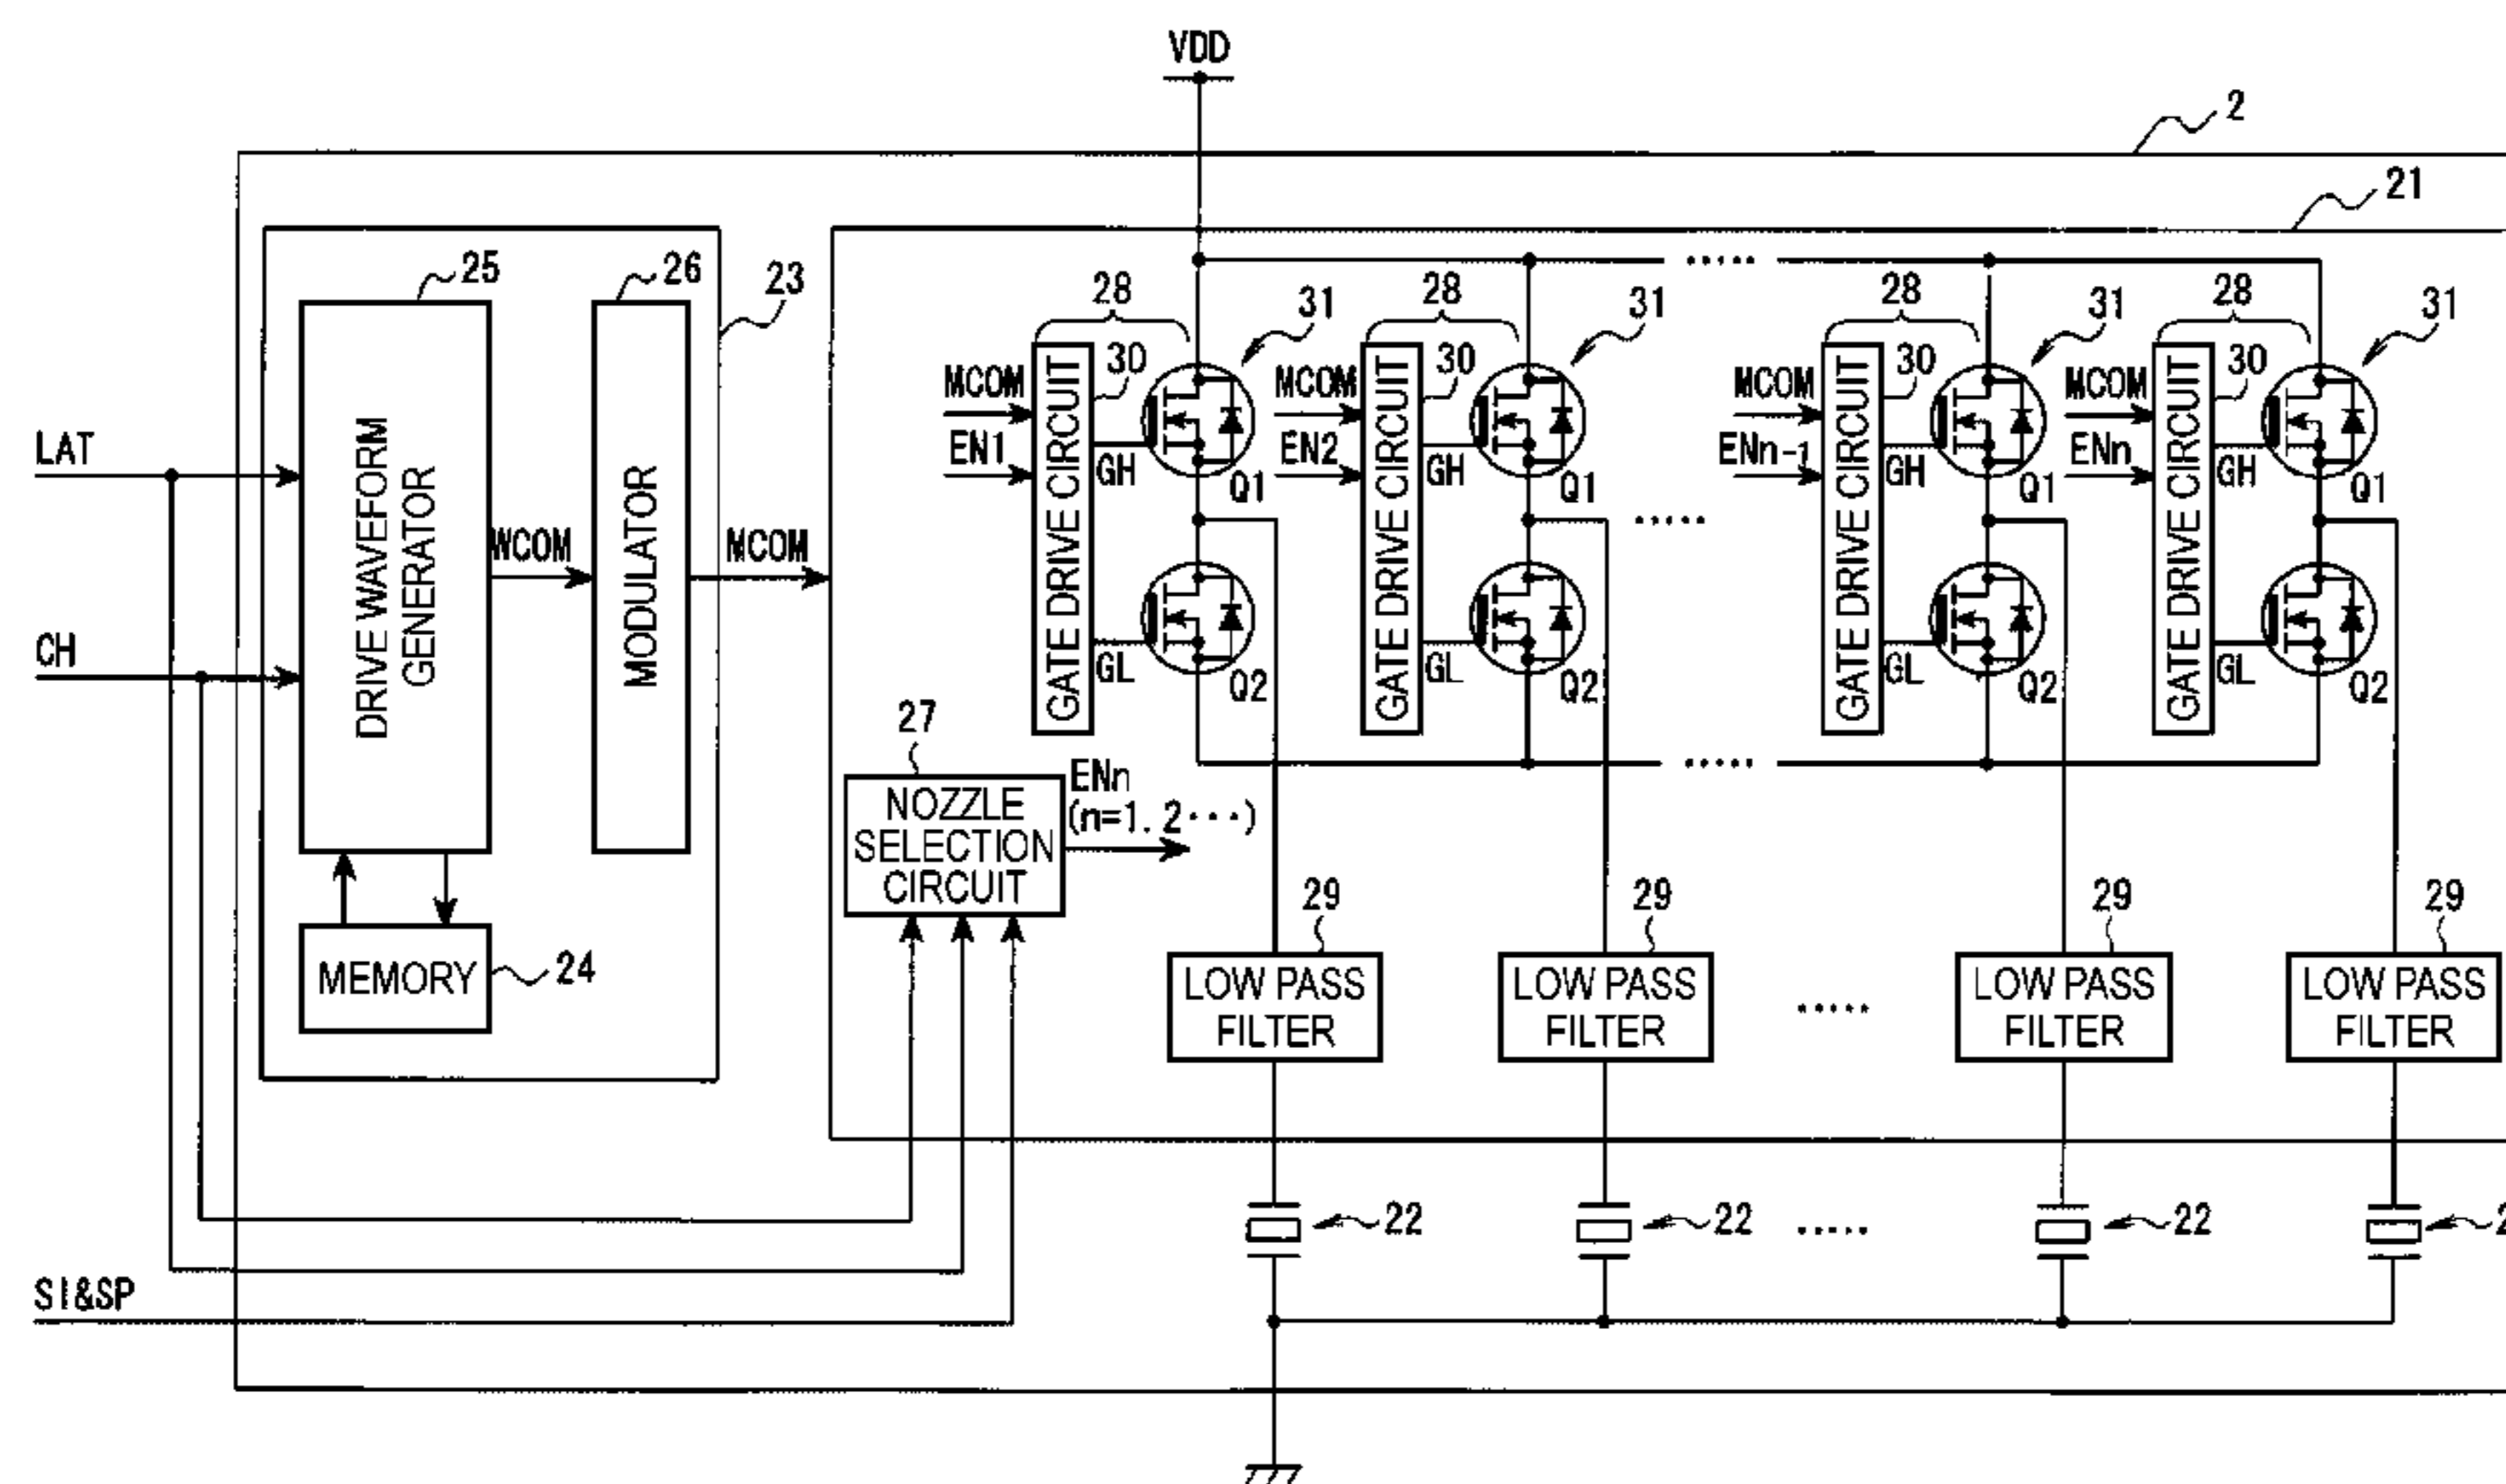 VDD
2
21
25
26
23
28
31
28
31
28
31
28
31
30
30
30
30
MCOM
MCOM
MCOM
MCOM
LAT
EN1
EN2
ENn-1
ENn
GH
GH
GH
GH
Q1
Q1
Q1
Q1
DRIVE WAVEFORM
GENERATOR
WCOM
MODULATOR
MCOM
GATE DRIVE CIRCUIT
GATE DRIVE CIRCUIT
GATE DRIVE CIRCUIT
GATE DRIVE CIRCUIT
CH
GL
GL
GL
GL
Q2
Q2
Q2
Q2
27
NOZZLE
SELECTION
CIRCUIT
ENn
(n=1. 2···)
29
29
29
29
MEMORY
24
LOW PASS
FILTER
LOW PASS
FILTER
LOW PASS
FILTER
LOW PASS
FILTER
22
22
22
SI&SP